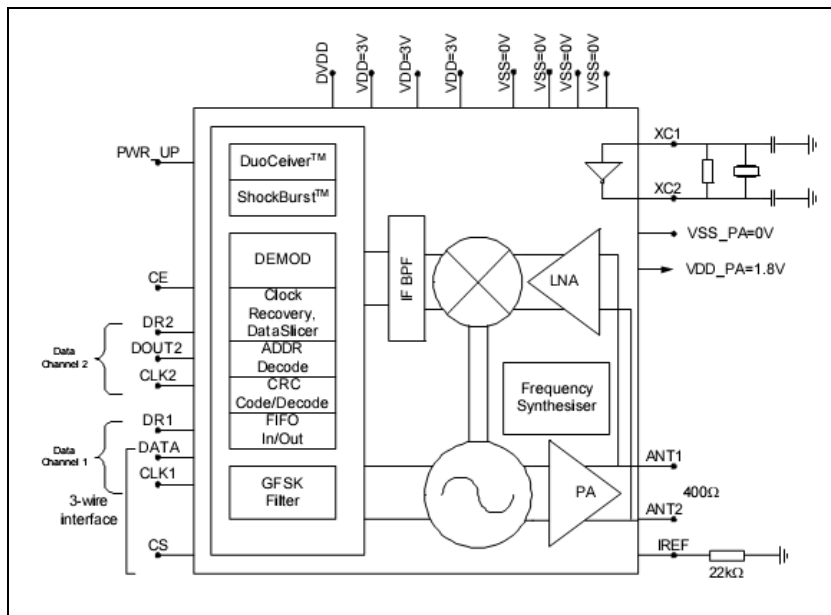 DVDD
VDD=3V
VDD=3V
VDD=3V
VSS=0V
VSS=0V
VSS=0V
VSS=0V
PWR_UP
CE
DR2
DOUT2
CLK2
Data
Channel 2
DR1
DATA
CLK1
Data
Channel 1
3-wire
interface
CS
DuoCeiver™
ShockBurst™
DEMOD
Clock
Recovery,
DataSlicer
ADDR
Decode
CRC
Code/Decode
FIFO
In/Out
GFSK
Filter
IF BPF
LNA
Frequency
Synthesiser
PA
XC1
XC2
VSS_PA=0V
VDD_PA=1.8V
ANT1
400Ω
ANT2
IREF
22kΩ